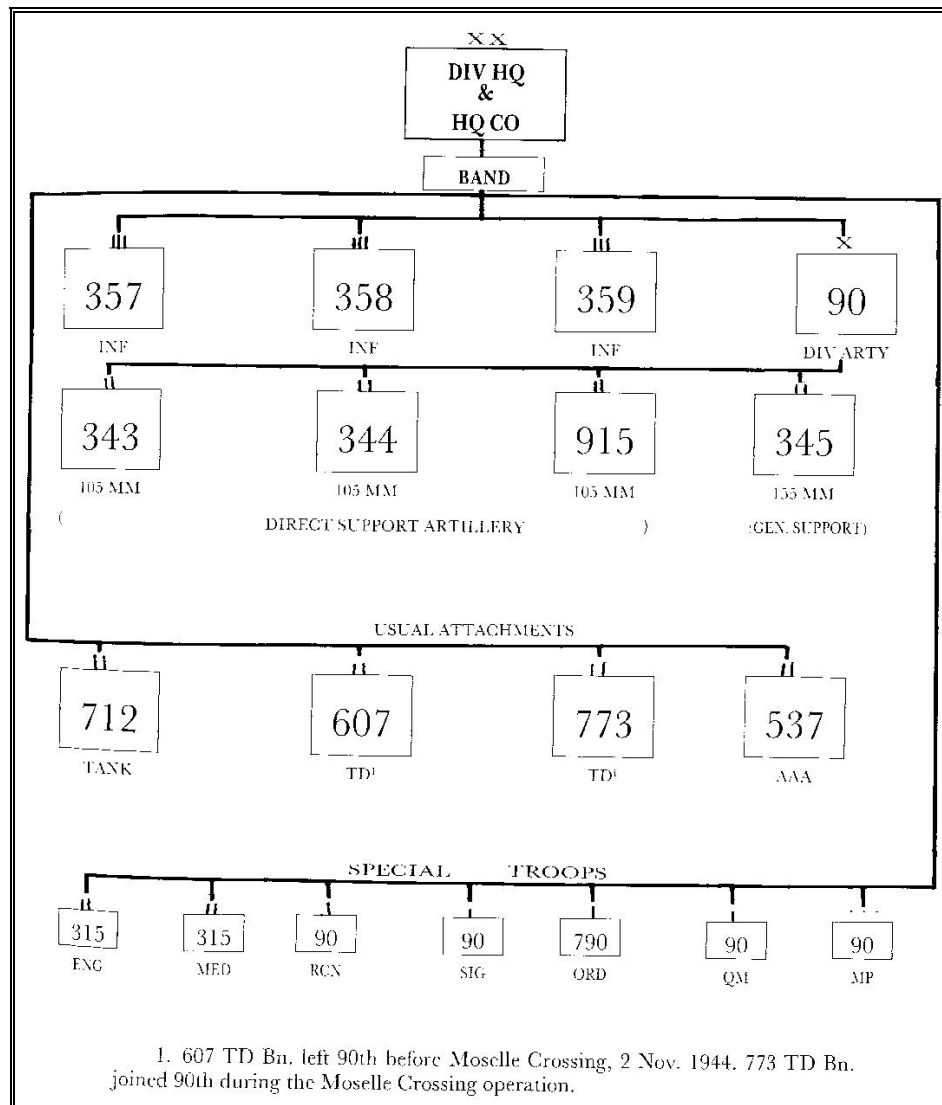 XX
DIV HQ
&
HQ CO
BAND
III III III X
357 358 359 90
INF INF INF DIV ARTY
II II II II
343 344 915 345
105 MM 105 MM 105 MM 155 MM
( DIRECT SUPPORT ARTILLERY ) (GEN. SUPPORT)
USUAL ATTACHMENTS
II II II II
712 607 773 537
TANK TD¹ TD¹ AAA
SPECIAL TROOPS
II II I I I I ...
315 315 90 90 790 90 90
ENG MED RCN SIG ORD QM MP
1. 607 TD Bn. left 90th before Moselle Crossing, 2 Nov. 1944. 773 TD Bn.
joined 90th during the Moselle Crossing operation.